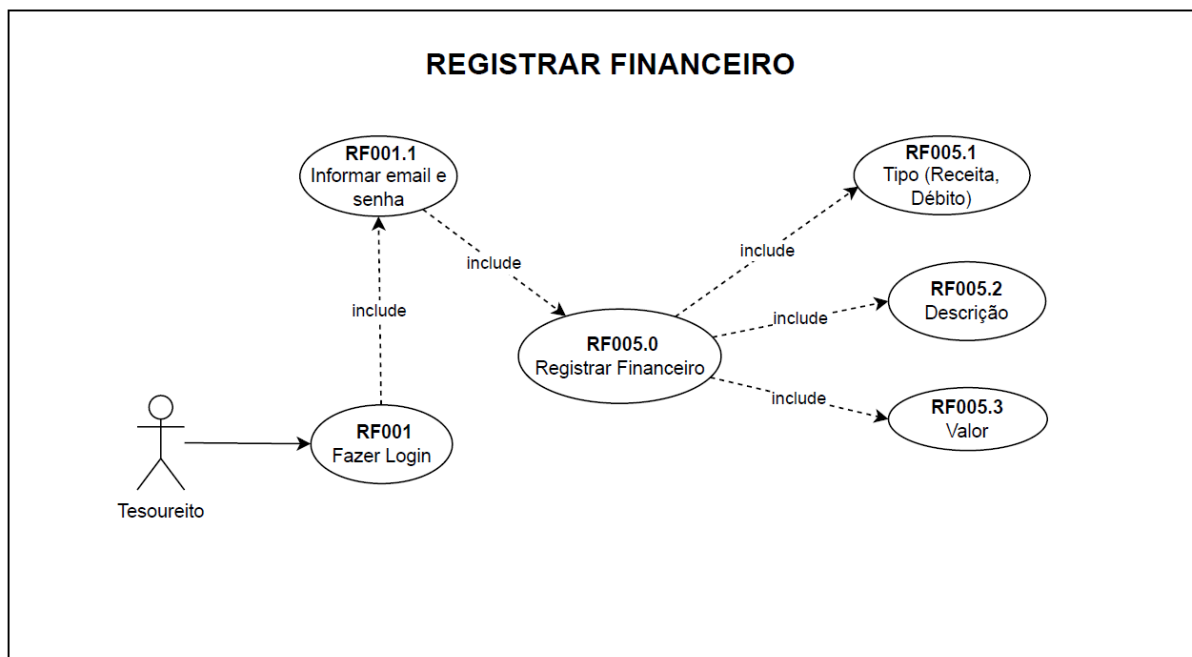 REGISTRAR FINANCEIRO
RF001.1
Informar email e
senha
RF005.1
Tipo (Receita,
Débito)
include
include
include
RF005.2
Descrição
include
RF005.0
Registrar Financeiro
include
RF005.3
Valor
RF001
Fazer Login
Tesoureito